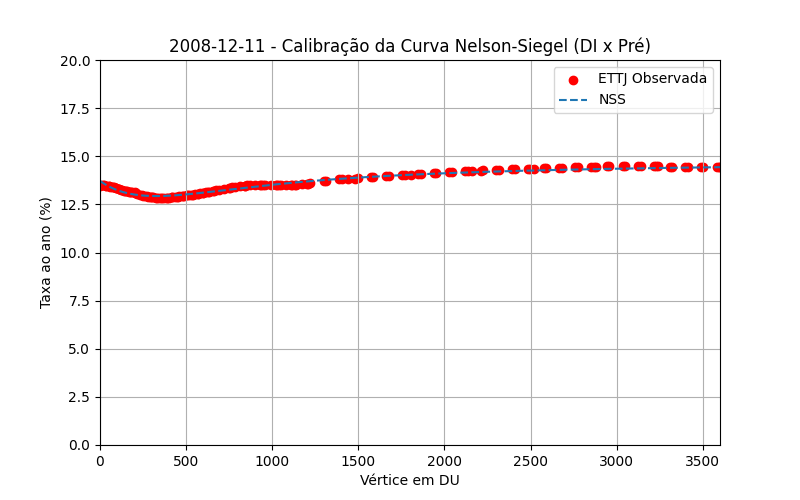 2008-12-11 - Calibração da Curva Nelson-Siegel (DI x Pré)
ETTJ Observada
NSS
20.0
17.5
15.0
12.5
10.0
7.5
5.0
2.5
0.0
Taxa ao ano (%)
0 500 1000 1500 2000 2500 3000 3500
Vértice em DU